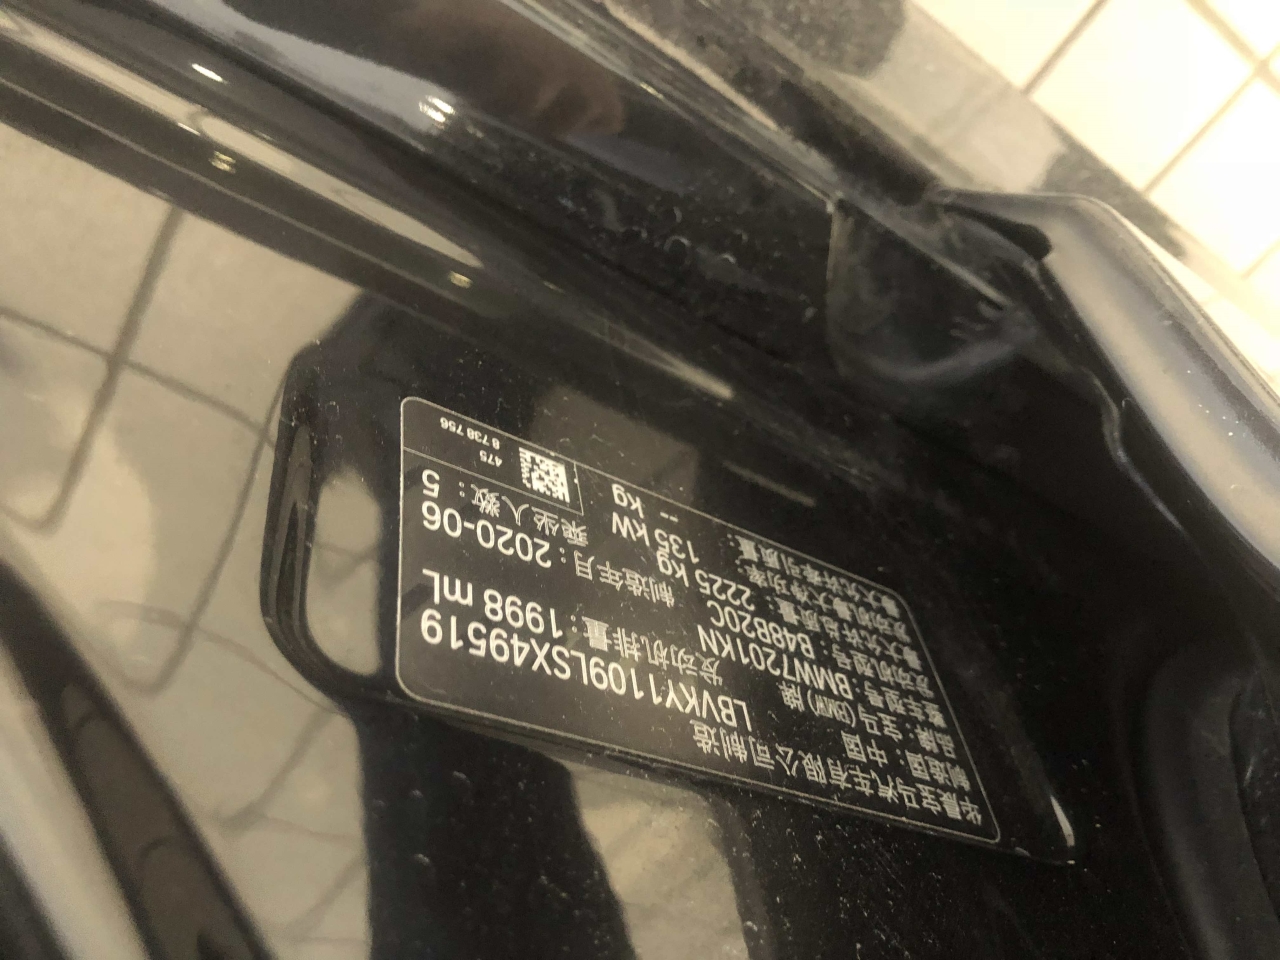 华晨宝马汽车有限公司制造
制造国：中国 LBVKY1109LSX49519
品牌：宝马(BMW)牌
整车型号：BMW7201KN 发动机排量：1998 mL
发动机型号：B48B20C
最大允许总质量：2225 kg 制造年月：2020-06
发动机最大净功率：135 kW 乘坐人数：5
最大允许牵引质量：-- kg
kg
475
8 738 756